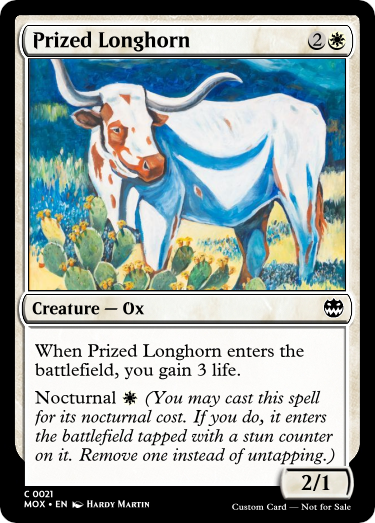 Prized Longhorn 2
Creature — Ox
When Prized Longhorn enters the
battlefield, you gain 3 life.
Nocturnal (You may cast this spell
for its nocturnal cost. If you do, it enters
the battlefield tapped with a stun counter
on it. Remove one instead of untapping.)
2/1
C 0021
MOX • EN Hardy Martin
Custom Card — Not for Sale